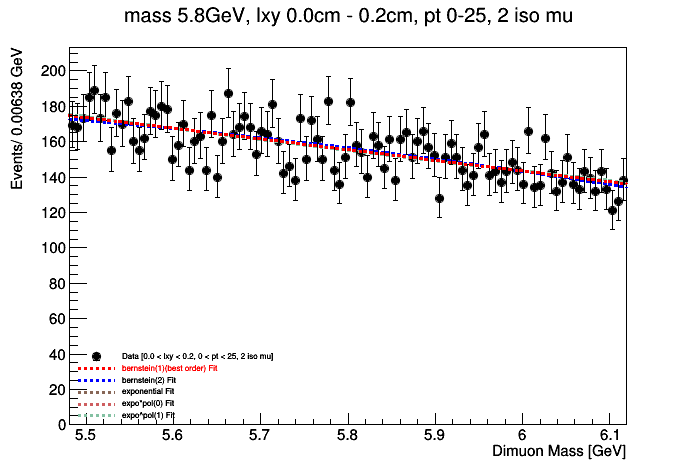 mass 5.8GeV, lxy 0.0cm - 0.2cm, pt 0-25, 2 iso mu
Events/ 0.00638 GeV
200
180
160
140
120
100
80
60
40
20
0
Data [0.0 < lxy < 0.2, 0 < pt < 25, 2 iso mu]
bernstein(1)(best order) Fit
bernstein(2) Fit
exponential Fit
expo*pol(0) Fit
expo*pol(1) Fit
5.5 5.6 5.7 5.8 5.9 6 6.1
Dimuon Mass [GeV]